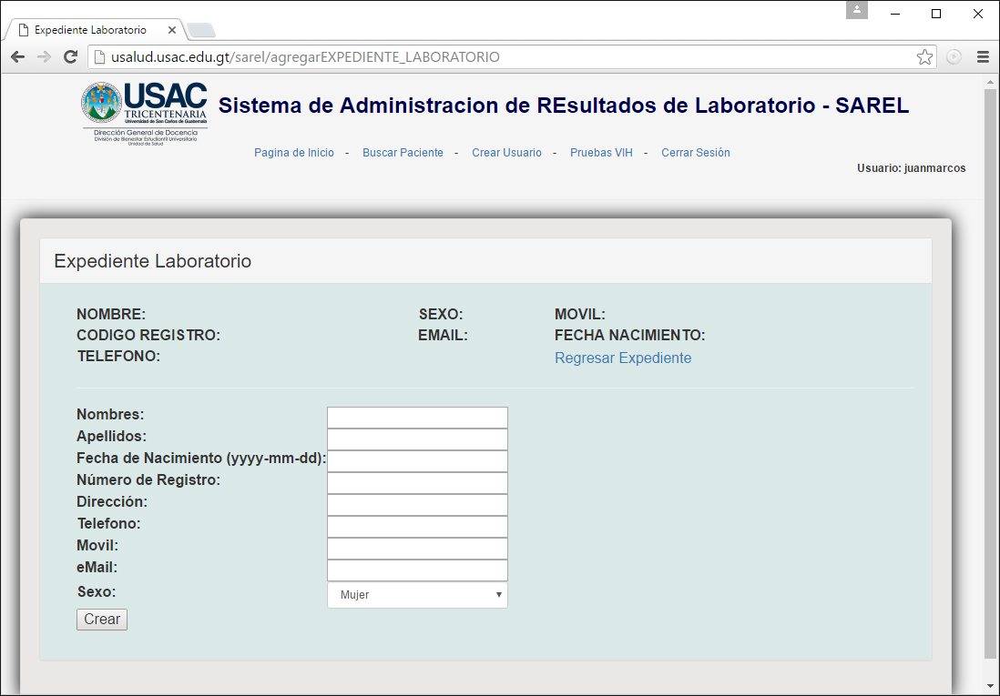 Expediente Laboratorio
usalud.usac.edu.gt/sarel/agregarEXPEDIENTE_LABORATORIO
USAC
TRICENTENARIA
Universidad de San Carlos de Guatemala
Dirección General de Docencia
División de Bienestar Estudiantil Universitario
Unidad de Salud
Sistema de Administracion de REsultados de Laboratorio - SAREL
Pagina de Inicio - Buscar Paciente - Crear Usuario - Pruebas VIH - Cerrar Sesión
Usuario: juanmarcos
Expediente Laboratorio
NOMBRE: SEXO: MOVIL:
CODIGO REGISTRO: EMAIL: FECHA NACIMIENTO:
TELEFONO: Regresar Expediente
Nombres:
Apellidos:
Fecha de Nacimiento (yyyy-mm-dd):
Número de Registro:
Dirección:
Telefono:
Movil:
eMail:
Sexo: Mujer
Crear